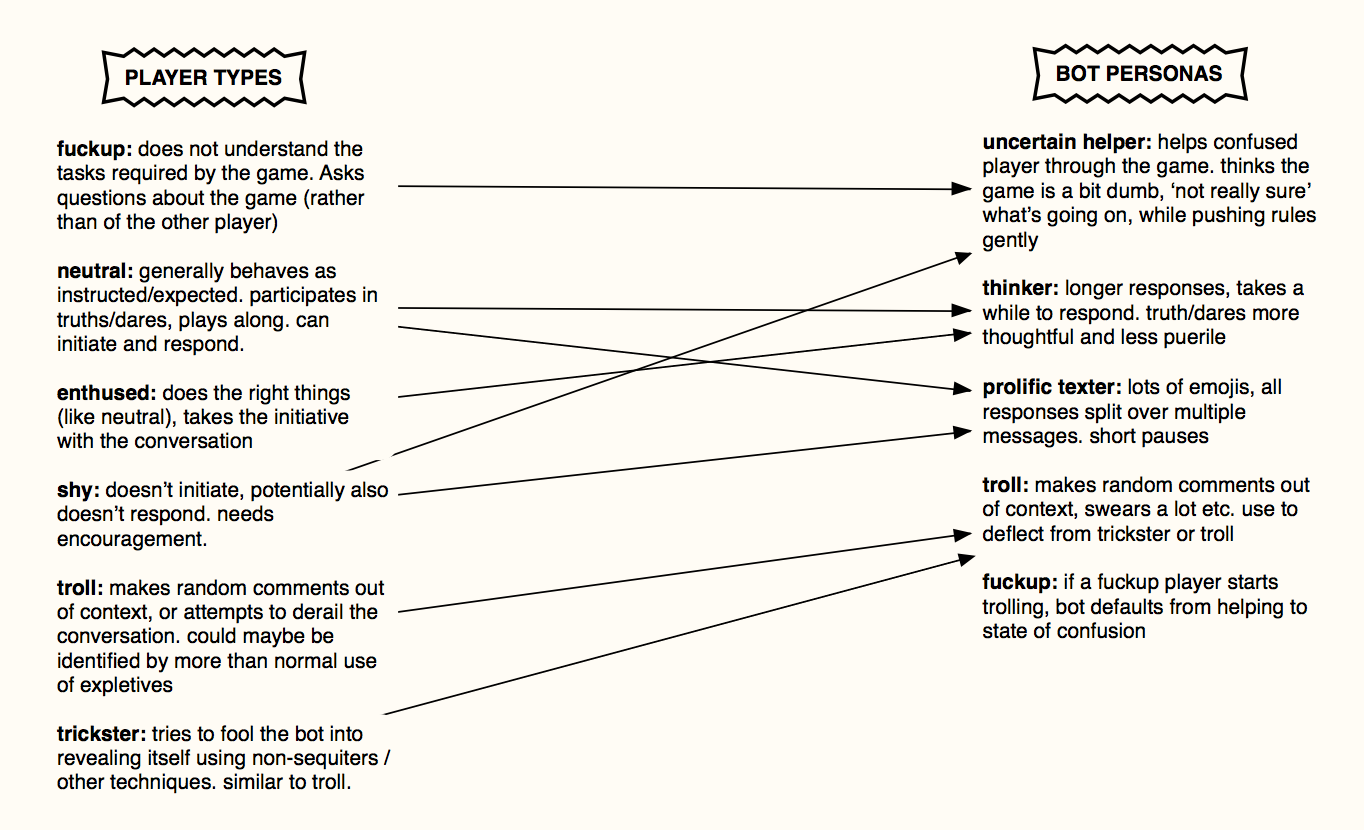 PLAYER TYPES
fuckup: does not understand the
tasks required by the game. Asks
questions about the game (rather
than of the other player)
neutral: generally behaves as
instructed/expected. participates in
truths/dares, plays along. can
initiate and respond.
enthused: does the right things
(like neutral), takes the initiative
with the conversation
shy: doesn’t initiate, potentially also
doesn’t respond. needs
encouragement.
troll: makes random comments out
of context, or attempts to derail the
conversation. could maybe be
identified by more than normal use
of expletives
trickster: tries to fool the bot into
revealing itself using non-sequiters /
other techniques. similar to troll.
BOT PERSONAS
uncertain helper: helps confused
player through the game. thinks the
game is a bit dumb, ‘not really sure’
what’s going on, while pushing rules
gently
thinker: longer responses, takes a
while to respond. truth/dares more
thoughtful and less puerile
prolific texter: lots of emojis, all
responses split over multiple
messages. short pauses
troll: makes random comments out
of context, swears a lot etc. use to
deflect from trickster or troll
fuckup: if a fuckup player starts
trolling, bot defaults from helping to
state of confusion